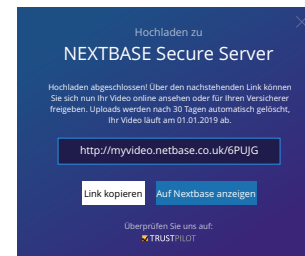 Hochladen zu
NEXTBASE Secure Server
Hochladen abgeschlossen! Über den nachstehenden Link können
Sie sich nun Ihr Video online ansehen oder für Ihren Versicherer
freigeben. Uploads werden nach 30 Tagen automatisch gelöscht,
Ihr Video läuft am 01.01.2019 ab.
http://myvideo.netbase.co.uk/6PUJG
Link kopieren
Auf Nextbase anzeigen
Überprüfen Sie uns auf:
TRUSTPILOT